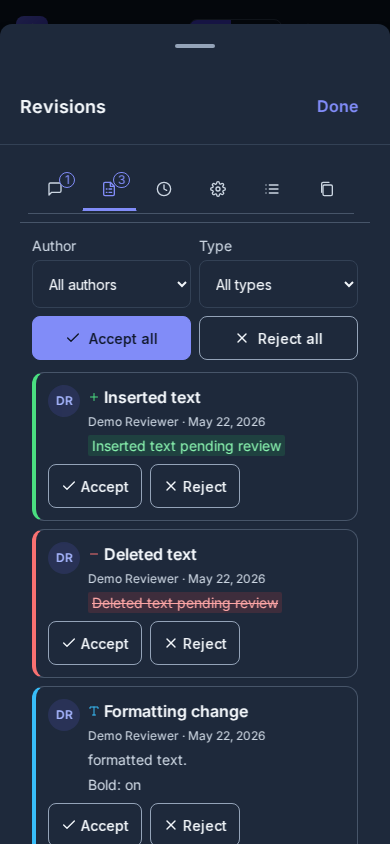 Revisions Done
1 3
Author Type
All authors All types
Accept all Reject all
DR + Inserted text
Demo Reviewer · May 22, 2026
Inserted text pending review
Accept Reject
DR − Deleted text
Demo Reviewer · May 22, 2026
Deleted text pending review
Accept Reject
DR T Formatting change
Demo Reviewer · May 22, 2026
formatted text.
Bold: on
Accept Reject